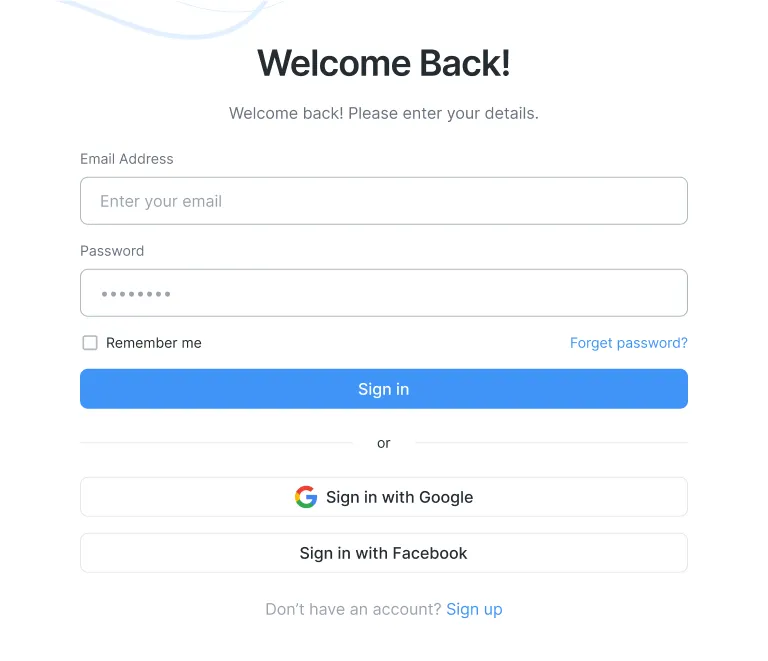 Welcome Back!
Welcome back! Please enter your details.
Email Address
Enter your email
Password
••••••••
Remember me
Forget password?
Sign in
or
Sign in with Google
Sign in with Facebook
Don’t have an account? Sign up